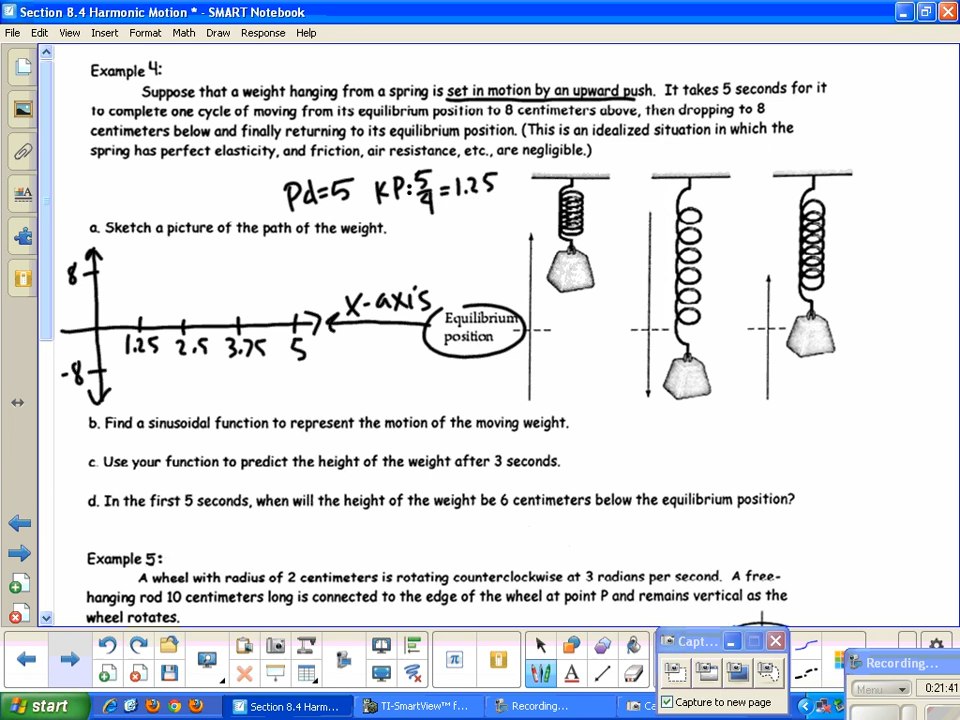 Section 8.4 Harmonic Motion * - SMART Notebook
File Edit View Insert Format Math Draw Response Help
Example 4:
Suppose that a weight hanging from a spring is set in motion by an upward push. It takes 5 seconds for it
to complete one cycle of moving from its equilibrium position to 8 centimeters above, then dropping to 8
centimeters below and finally returning to its equilibrium position. (This is an idealized situation in which the
spring has perfect elasticity, and friction, air resistance, etc., are negligible.)
Pd=5 KP: 5/4 = 1.25
a. Sketch a picture of the path of the weight.
8
X-axis
Equilibrium
position
1.25 2.5 3.75 5
-8
b. Find a sinusoidal function to represent the motion of the moving weight.
c. Use your function to predict the height of the weight after 3 seconds.
d. In the first 5 seconds, when will the height of the weight be 6 centimeters below the equilibrium position?
Example 5:
A wheel with radius of 2 centimeters is rotating counterclockwise at 3 radians per second. A free-
hanging rod 10 centimeters long is connected to the edge of the wheel at point P and remains vertical as the
wheel rotates.
Capt...
Capture to new page
Recording...
Menu
0:21:41
start
Section 8.4 Harm...
TI-SmartView™ f...
Recording...